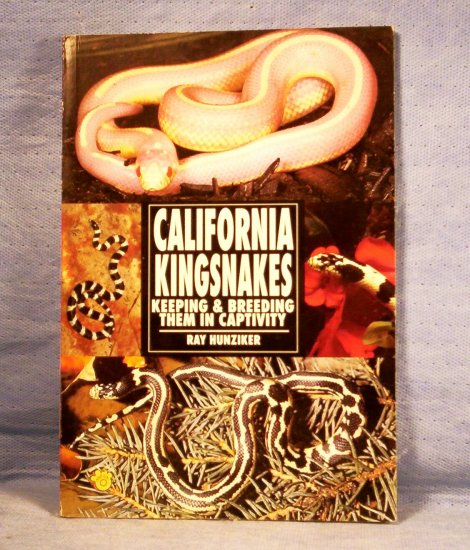 CALIFORNIA
KINGSNAKES
KEEPING & BREEDING
THEM IN CAPTIVITY
RAY HUNZIKER